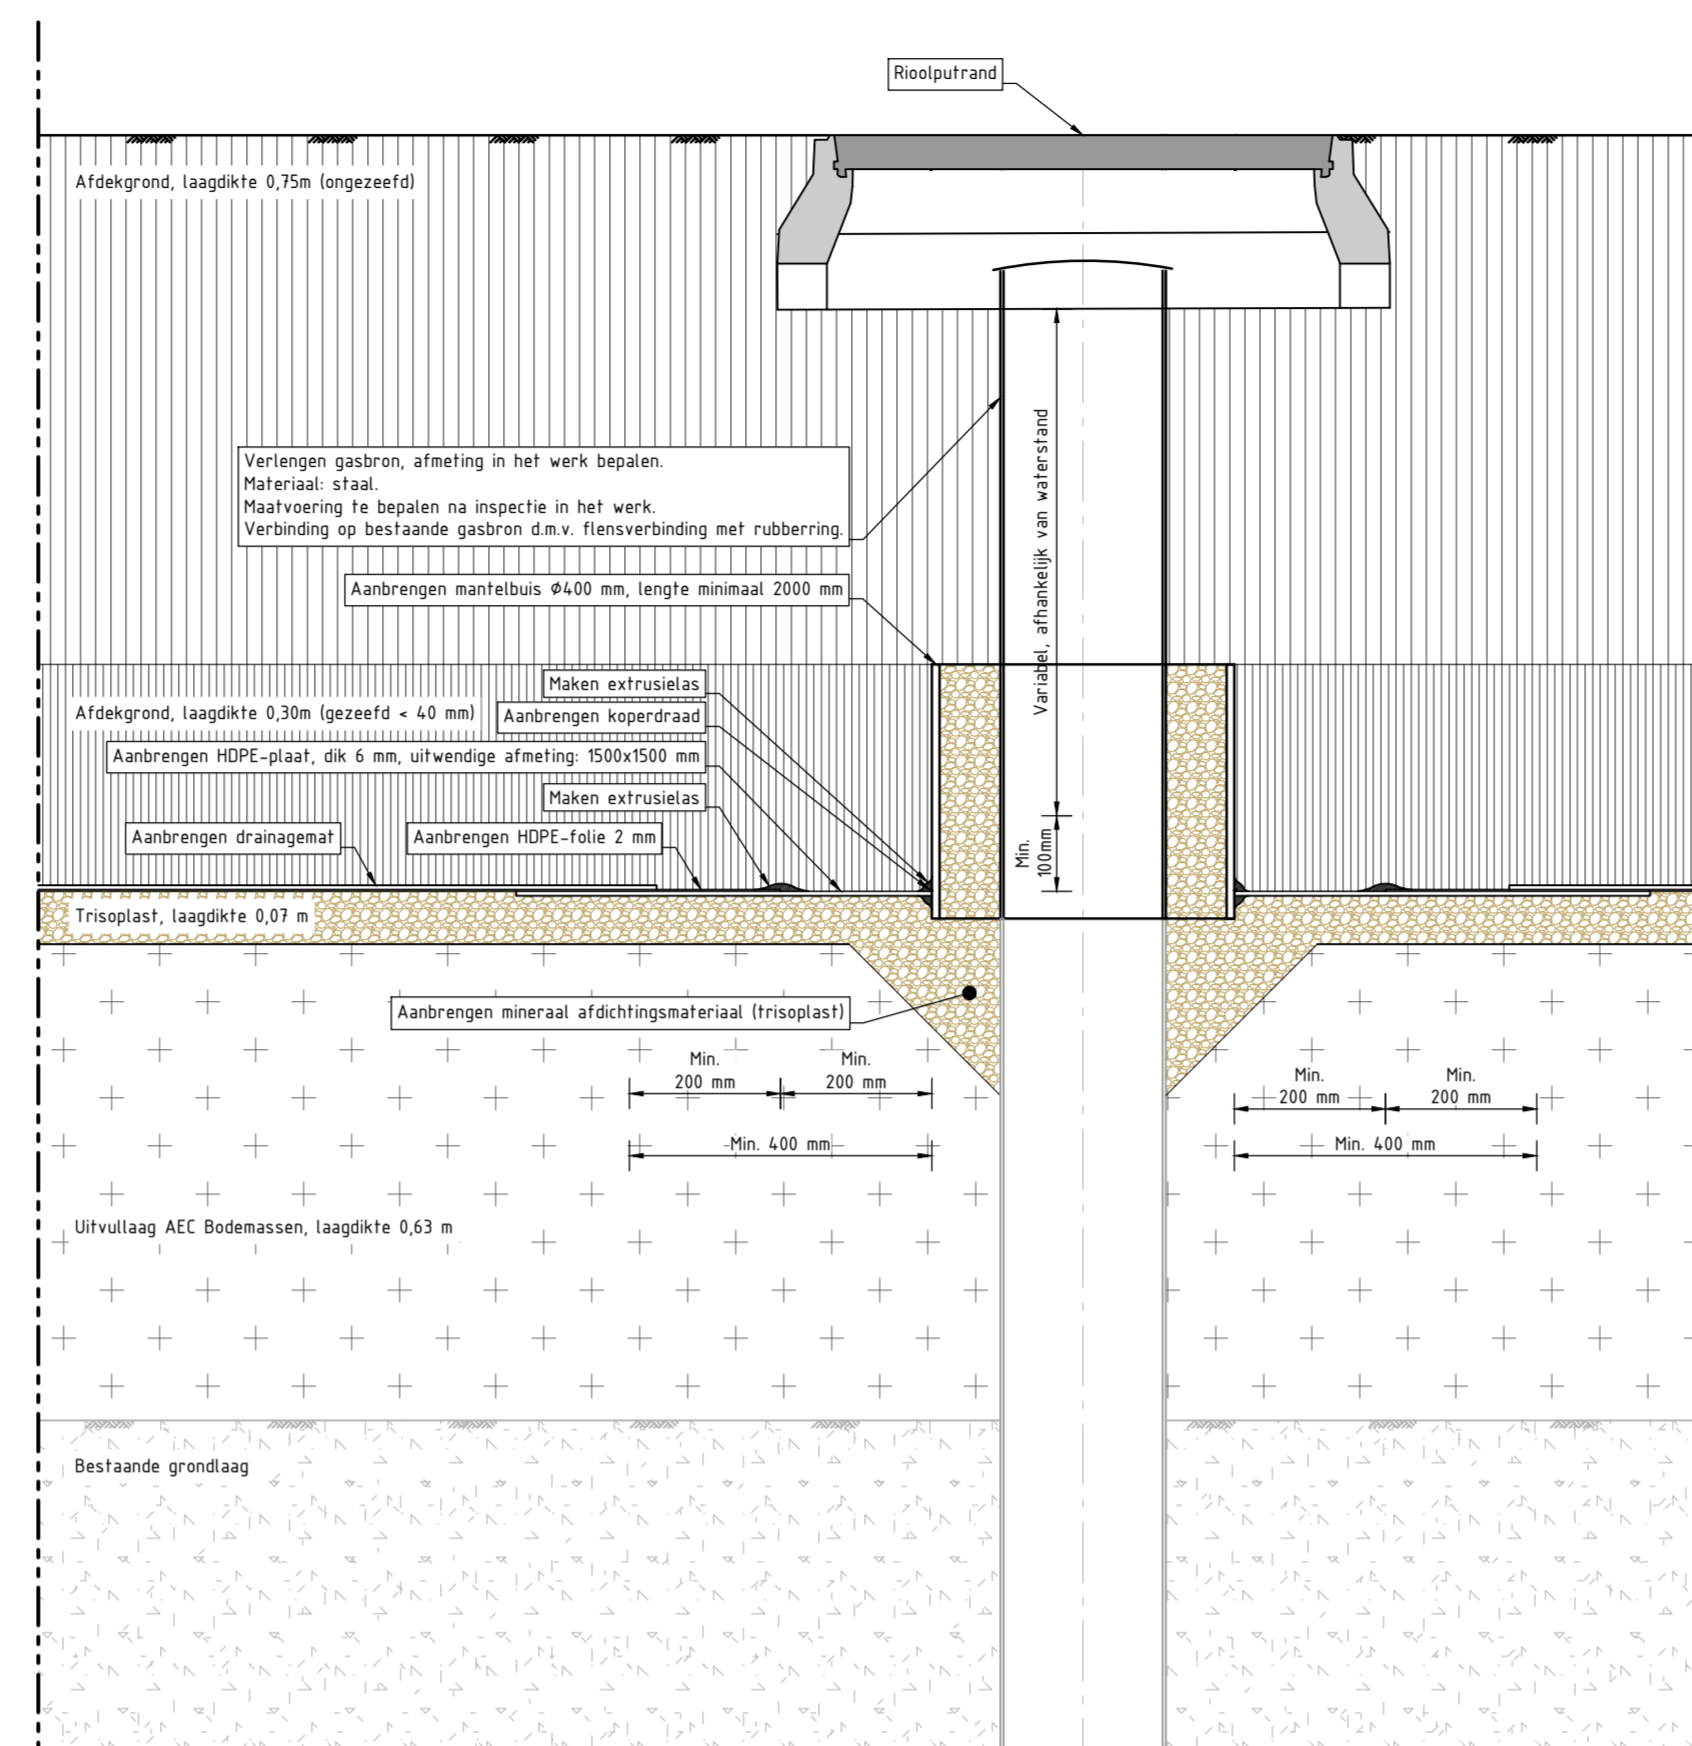 Rioolputrand
Afdekgrond, laagdikte 0,75m (ongezeefd)
Verlengen gasbron, afmeting in het werk bepalen.
Materiaal: staal.
Maatvoering te bepalen na inspectie in het werk.
Verbinding op bestaande gasbron d.m.v. flensverbinding met rubberring.
Variabel, afhankelijk van waterstand
Aanbrengen mantelbuis Ø400 mm, lengte minimaal 2000 mm
Maken extrusielas
Afdekgrond, laagdikte 0,30m (gezeefd < 40 mm)
Aanbrengen koperdraad
Aanbrengen HDPE-plaat, dik 6 mm, uitwendige afmeting: 1500x1500 mm
Maken extrusielas
Aanbrengen drainagemat
Aanbrengen HDPE-folie 2 mm
Min.
100mm
Trisoplast, laagdikte 0,07 m
Aanbrengen mineraal afdichtingsmateriaal (trisoplast)
Min.
200 mm
Min.
200 mm
Min. 400 mm
Min.
200 mm
Min.
200 mm
Min. 400 mm
Uitvullaag AEC Bodemassen, laagdikte 0,63 m
Bestaande grondlaag